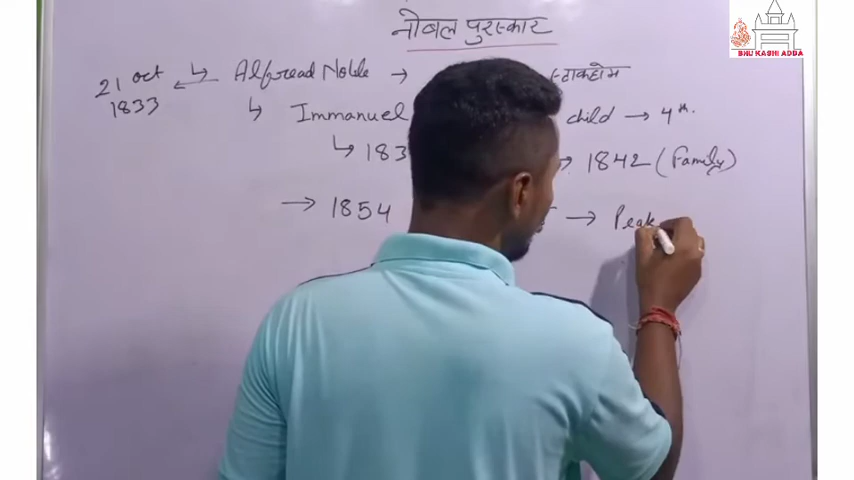 नोबल पुरस्कार
BHU KASHI ADDA
21 oct
1833
Alfread Noble
स्टाकहोम
Immanuel
child → 4th.
183
1842 (Family)
→ 1854
→ Peak